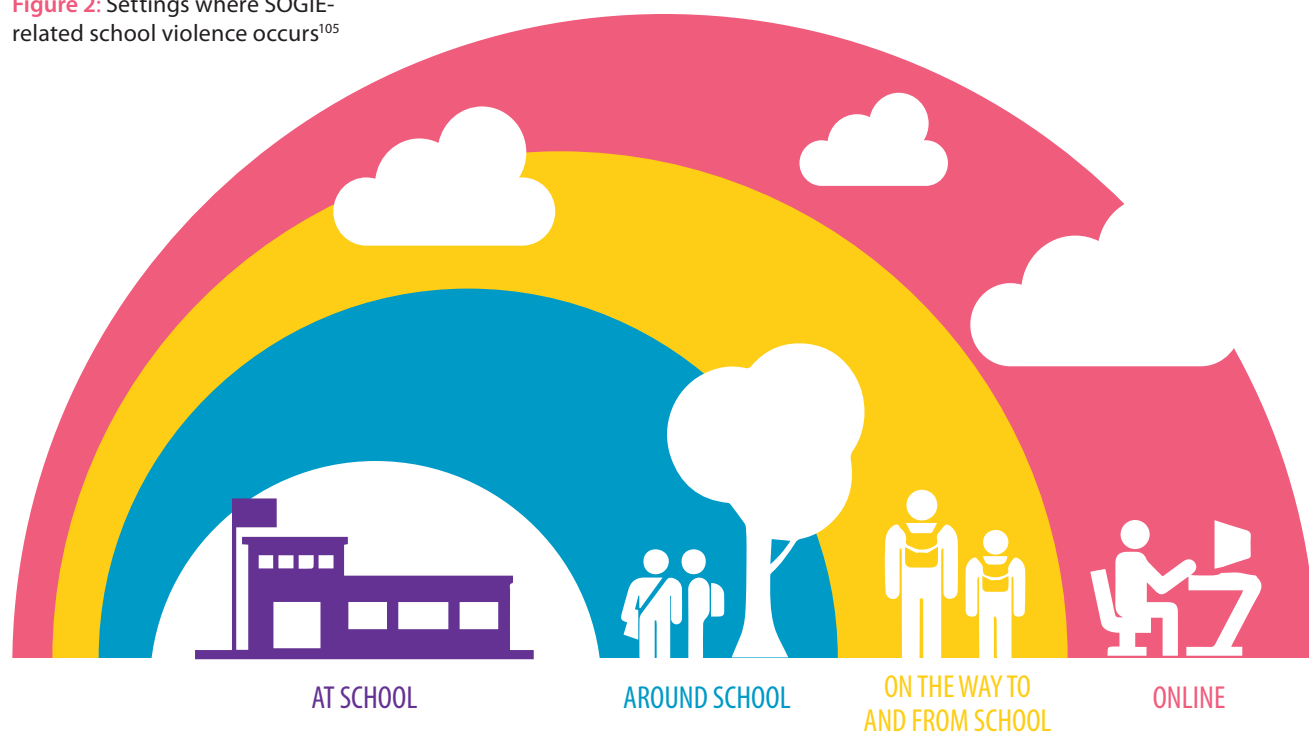 Figure 2: Settings where SOGIE-
related school violence occurs¹⁰⁵
AT SCHOOL
AROUND SCHOOL
ON THE WAY TO
AND FROM SCHOOL
ONLINE